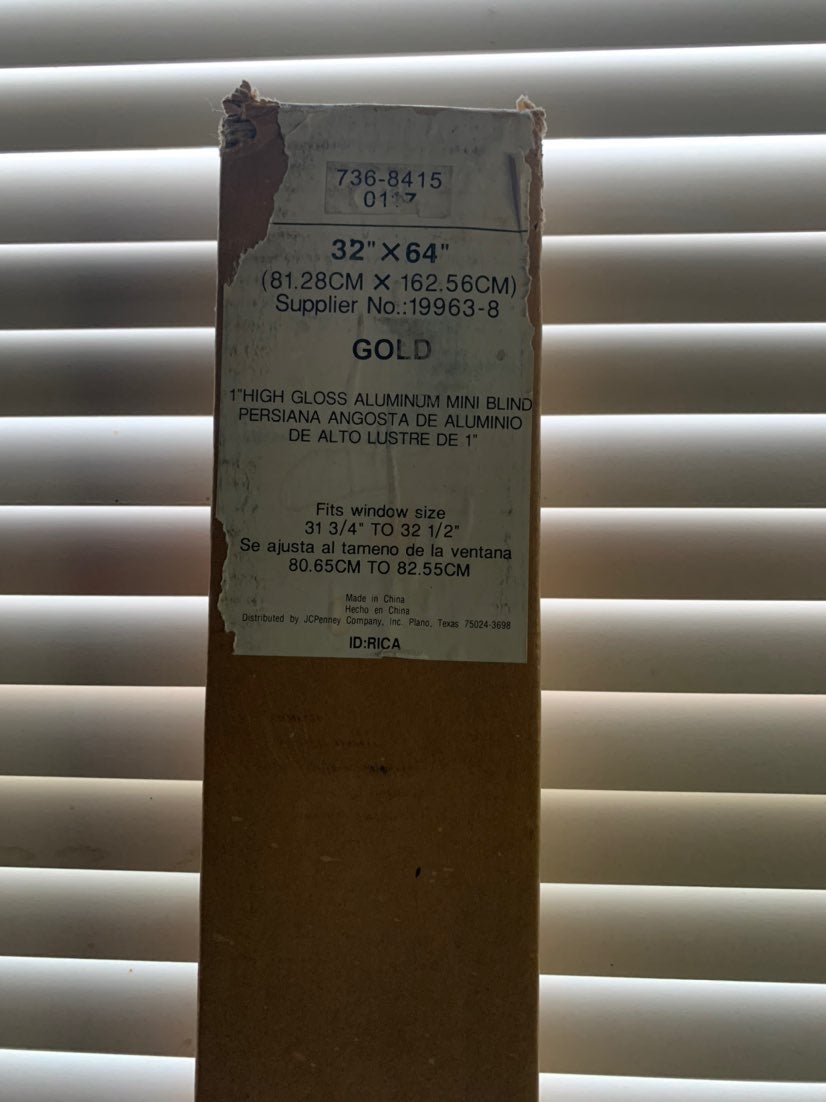 736-8415
32" X 64"
(81.28CM X 162.56CM)
Supplier No.:19963-8
GOLD
1"HIGH GLOSS ALUMINUM MINI BLIND
PERSIANA ANGOSTA DE ALUMINIO
DE ALTO LUSTRE DE 1"
Fits window size
31 3/4" TO 32 1/2"
Se ajusta al tameno de la ventana
80.65CM TO 82.55CM
Made in China
Hecho en China
Distributed by JCPenney Company, Inc. Plano, Texas 75024-3698
ID:RICA